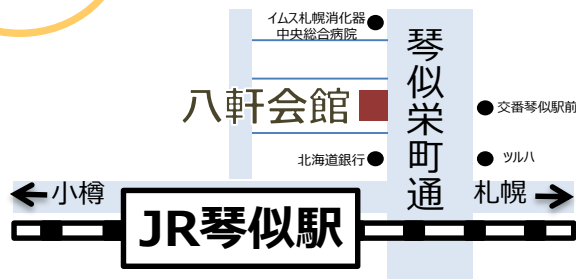 イムス札幌消化器
中央総合病院
琴似栄町通
八軒会館
交番琴似駅前
北海道銀行
ツルハ
小樽
札幌
JR琴似駅